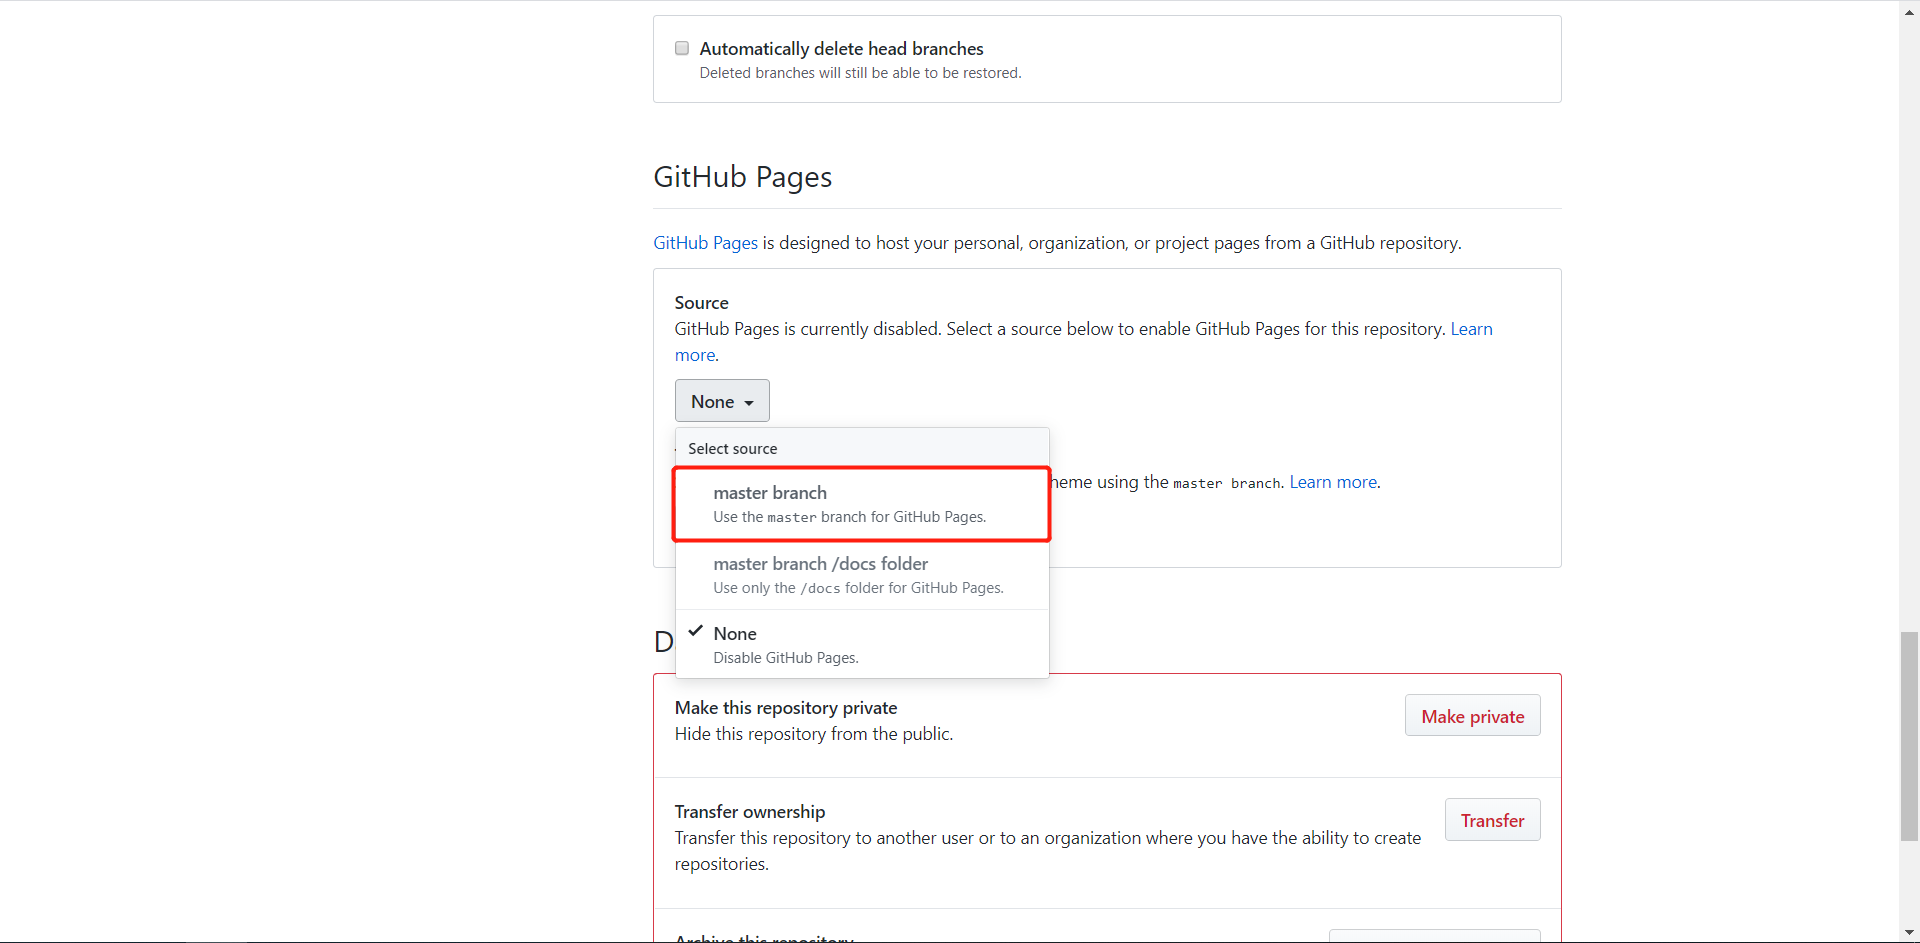 Automatically delete head branches
Deleted branches will still be able to be restored.
GitHub Pages
GitHub Pages is designed to host your personal, organization, or project pages from a GitHub repository.
Source
GitHub Pages is currently disabled. Select a source below to enable GitHub Pages for this repository. Learn
more.
None
Select source
master branch
Use the master branch for GitHub Pages.
heme using the master branch. Learn more.
master branch /docs folder
Use only the /docs folder for GitHub Pages.
None
Disable GitHub Pages.
D
Make this repository private
Hide this repository from the public.
Make private
Transfer ownership
Transfer this repository to another user or to an organization where you have the ability to create
repositories.
Transfer
Archive this repository